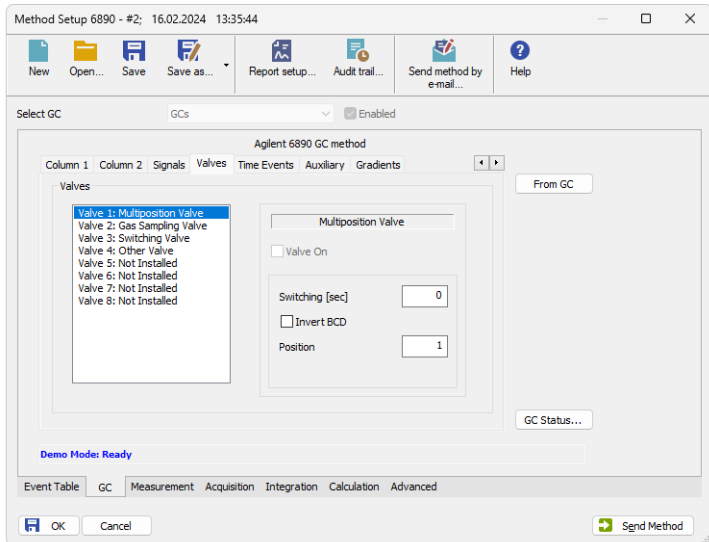 Method Setup 6890 - #2; 16.02.2024 13:35:44
New Open... Save Save as... Report setup... Audit trail... Send method by e-mail... Help
Select GC GCs Enabled
Agilent 6890 GC method
Column 1 Column 2 Signals Valves Time Events Auxiliary Gradients
From GC
Valves
Valve 1: Multiposition Valve
Valve 2: Gas Sampling Valve
Valve 3: Switching Valve
Valve 4: Other Valve
Valve 5: Not Installed
Valve 6: Not Installed
Valve 7: Not Installed
Valve 8: Not Installed
Multiposition Valve
Valve On
Switching [sec] 0
Invert BCD
Position 1
GC Status...
Demo Mode: Ready
Event Table GC Measurement Acquisition Integration Calculation Advanced
OK Cancel Send Method